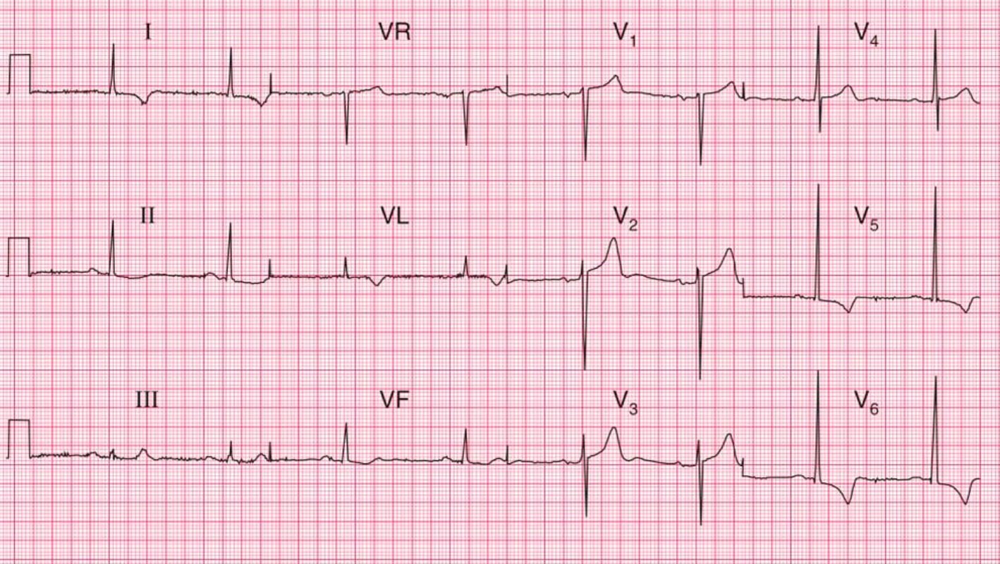 I VR V₁ V₄
II VL V₂ V₅
III VF V₃ V₆